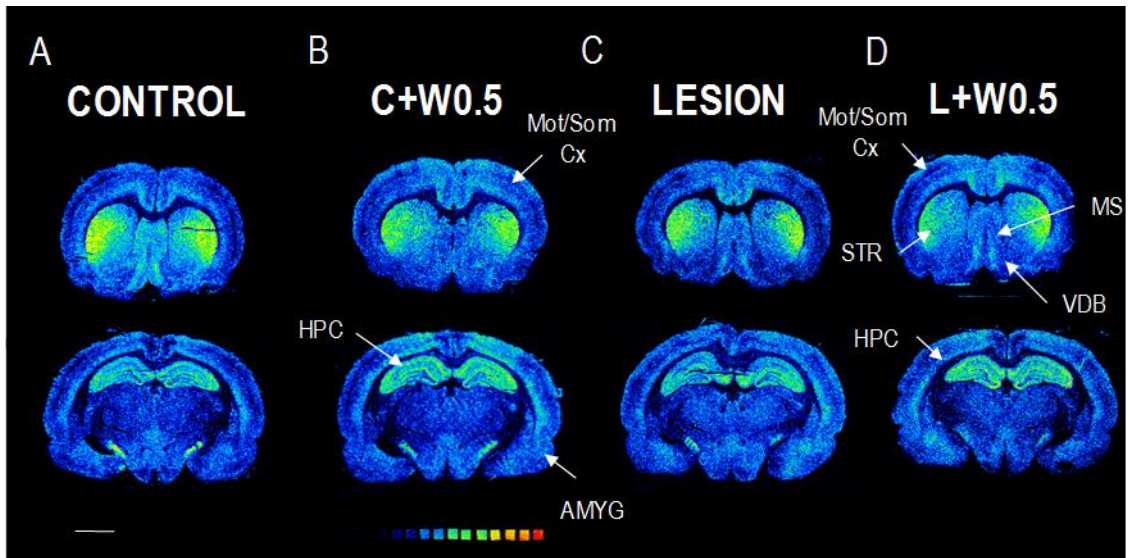 A
CONTROL
B
C+W0.5
Mot/Som
Cx
C
LESION
D
L+W0.5
Mot/Som
Cx
MS
STR
VDB
HPC
HPC
AMYG